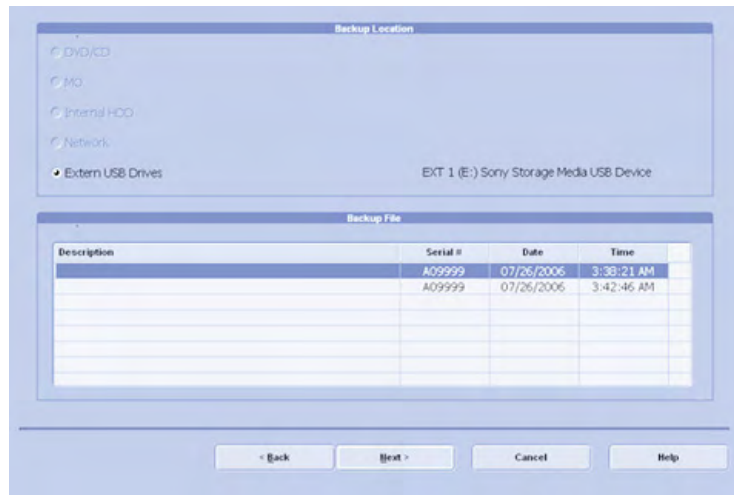 Backup Location
DVD/CD
MO
Internal HDD
Network
Extern USB Drives EXT 1 (E:) Sony Storage Media USB Device
Backup File
Description Serial # Date Time
A09999 07/26/2006 3:38:21 AM
A09999 07/26/2006 3:42:46 AM
< Back Next > Cancel Help